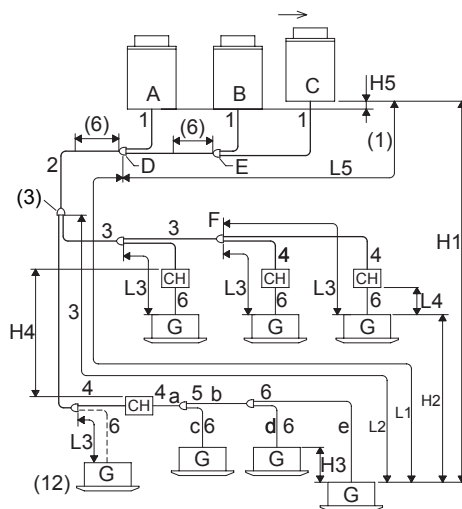 A B C H5
1 1 1 (1)
(6) (6)
2 D E L5
(3) H1
3 3 F
4 4
CH CH CH
L3 6 L3 6 L3 6 L4
H4 3
G G G
H2
4 CH 4 a 5 b 6
L3 6 c 6 d 6 e
L2 L1
(12) G G G H3
G